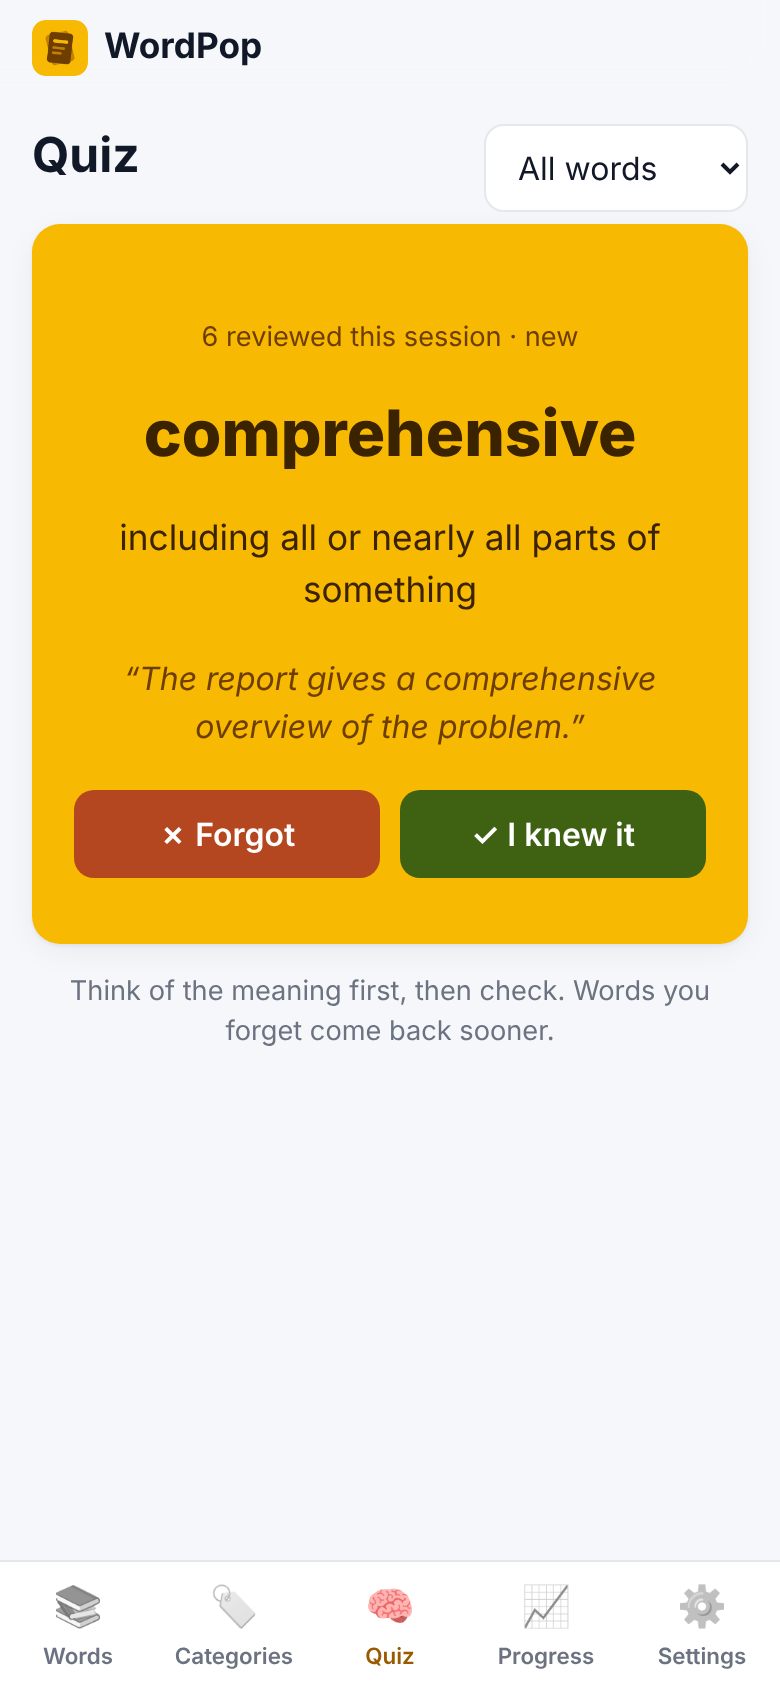 WordPop
Quiz
All words
6 reviewed this session · new
comprehensive
including all or nearly all parts of
something
“The report gives a comprehensive
overview of the problem.”
× Forgot
✓ I knew it
Think of the meaning first, then check. Words you
forget come back sooner.
Words
Categories
Quiz
Progress
Settings